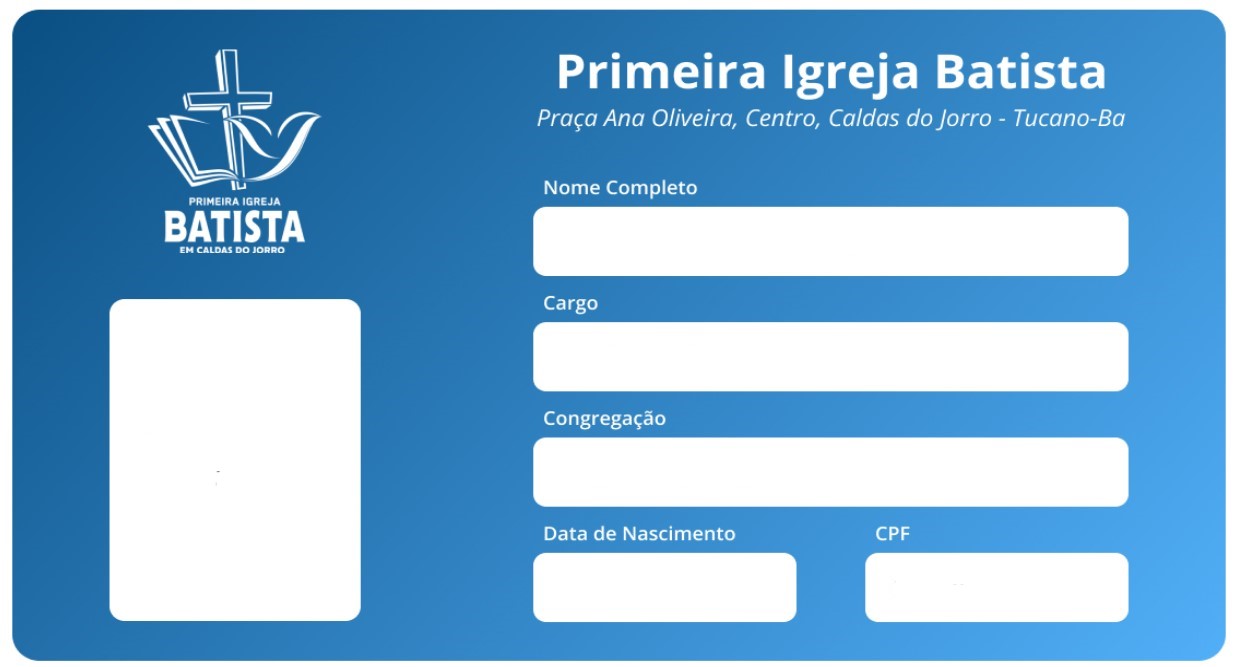 PRIMEIRA IGREJA
BATISTA
EM CALDAS DO JORRO
Primeira Igreja Batista
Praça Ana Oliveira, Centro, Caldas do Jorro - Tucano-Ba
Nome Completo
Cargo
Congregação
Data de Nascimento
CPF